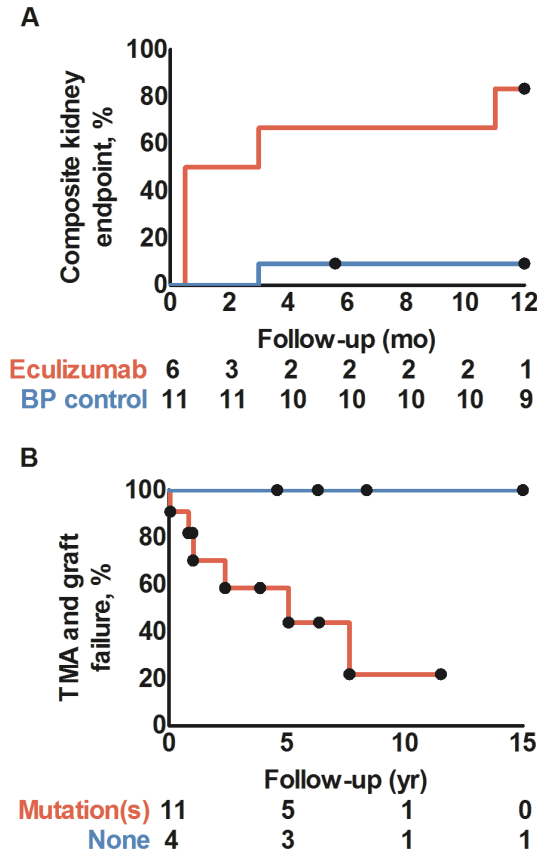 A
Composite kidney
endpoint, %
100
80
60
40
20
0
0 2 4 6 8 10 12
Follow-up (mo)
Eculizumab 6 3 2 2 2 2 1
BP control 11 11 10 10 10 10 9
B
TMA and graft
failure, %
100
80
60
40
20
0
0 5 10 15
Follow-up (yr)
Mutation(s) 11 5 1 0
None 4 3 1 1